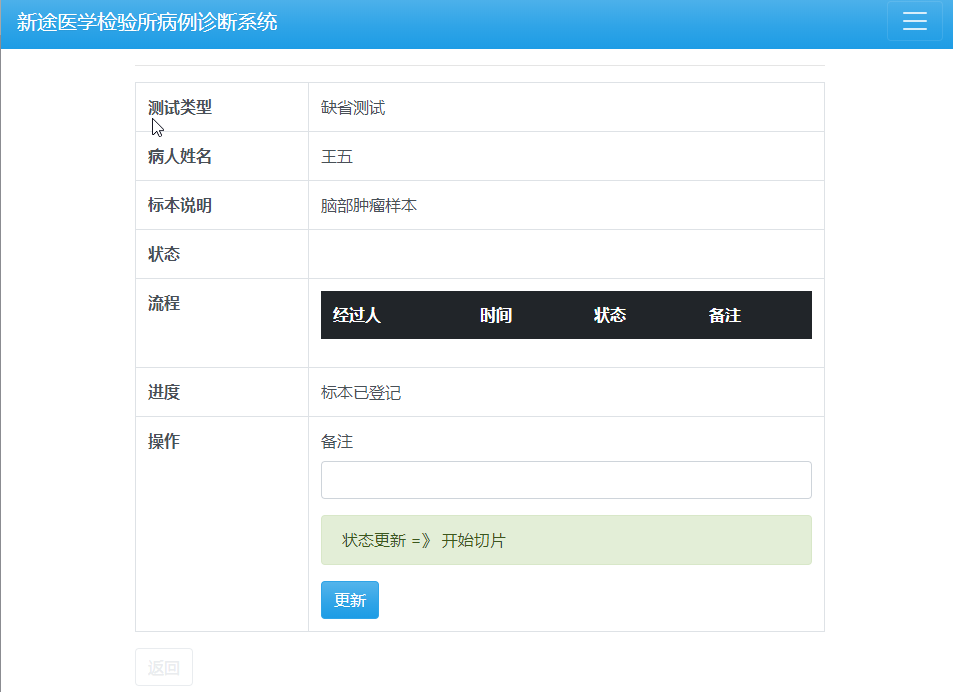 新途医学检验所病例诊断系统
测试类型 缺省测试
病人姓名 王五
标本说明 脑部肿瘤样本
状态
流程 经过人 时间 状态 备注
进度 标本已登记
操作 备注
状态更新 =》 开始切片
更新
返回